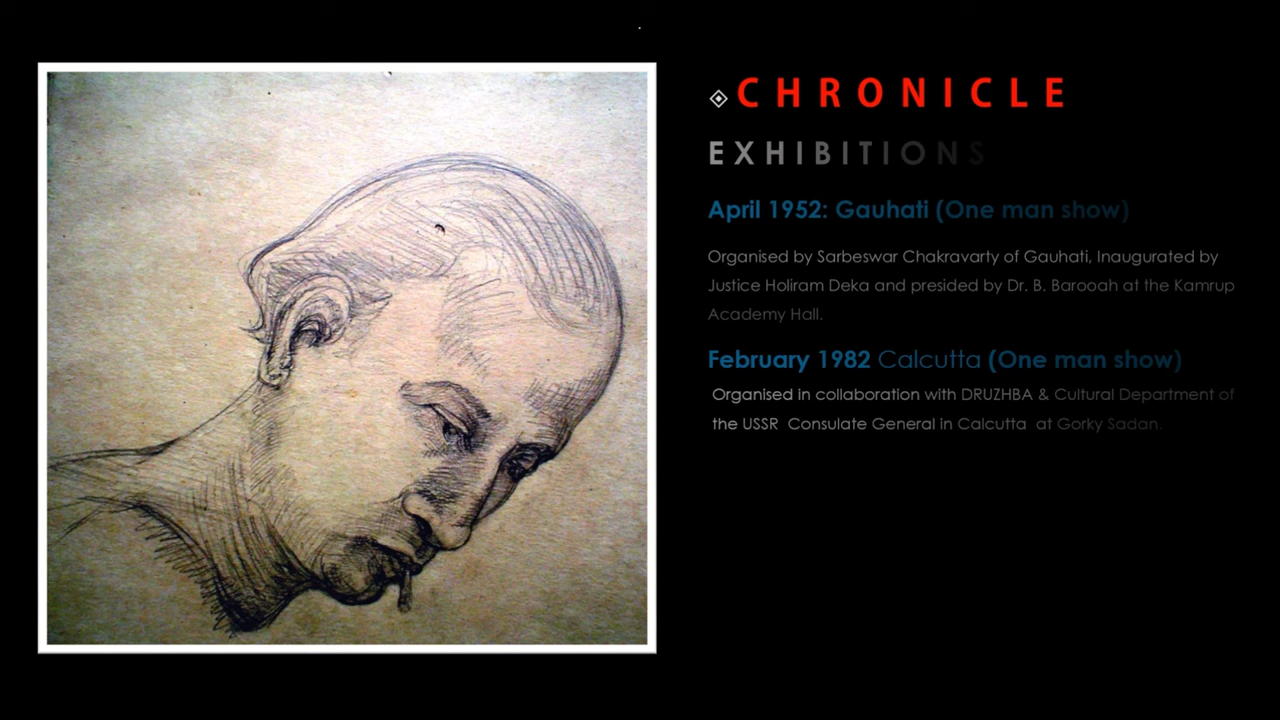 CHRONICLE
EXHIBITIONS
April 1952: Gauhati (One man show)
Organised by Sarbeswar Chakravarty of Gauhati, Inaugurated by
Justice Holiram Deka and presided by Dr. B. Barooah at the Kamrup
Academy Hall.
February 1982 Calcutta (One man show)
Organised in collaboration with DRUZHBA & Cultural Department of
the USSR Consulate General in Calcutta at Gorky Sadan.